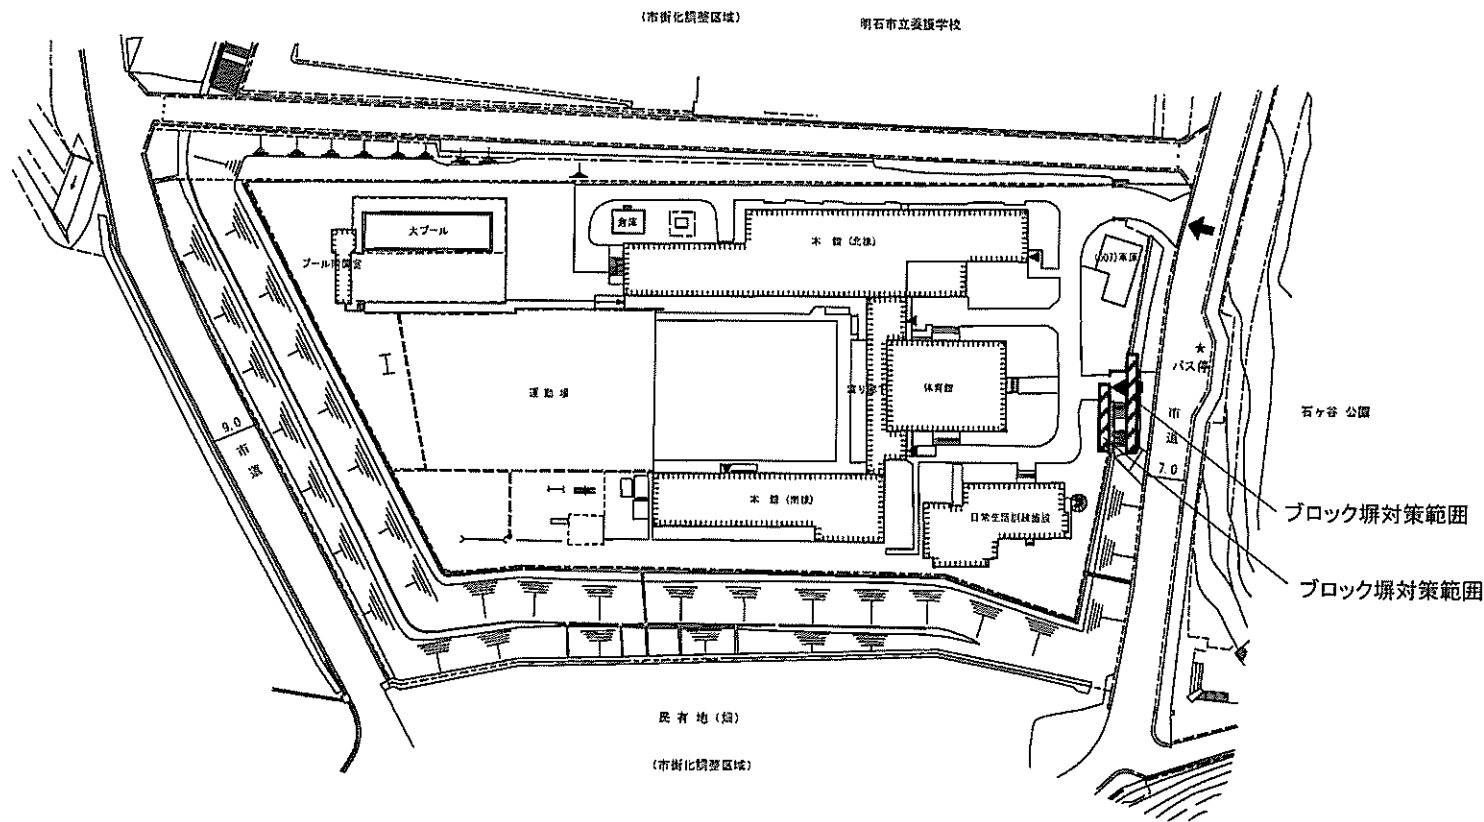 (市街化調整区域)
明石市立養護学校
大プール
倉庫
本館(北棟)
運動場
体育館
バス停
市道
7.0
石ヶ谷 公園
9.0
市道
本館(南棟)
日常生活訓練施設
ブロック塀対策範囲
ブロック塀対策範囲
民有地(畑)
(市街化調整区域)